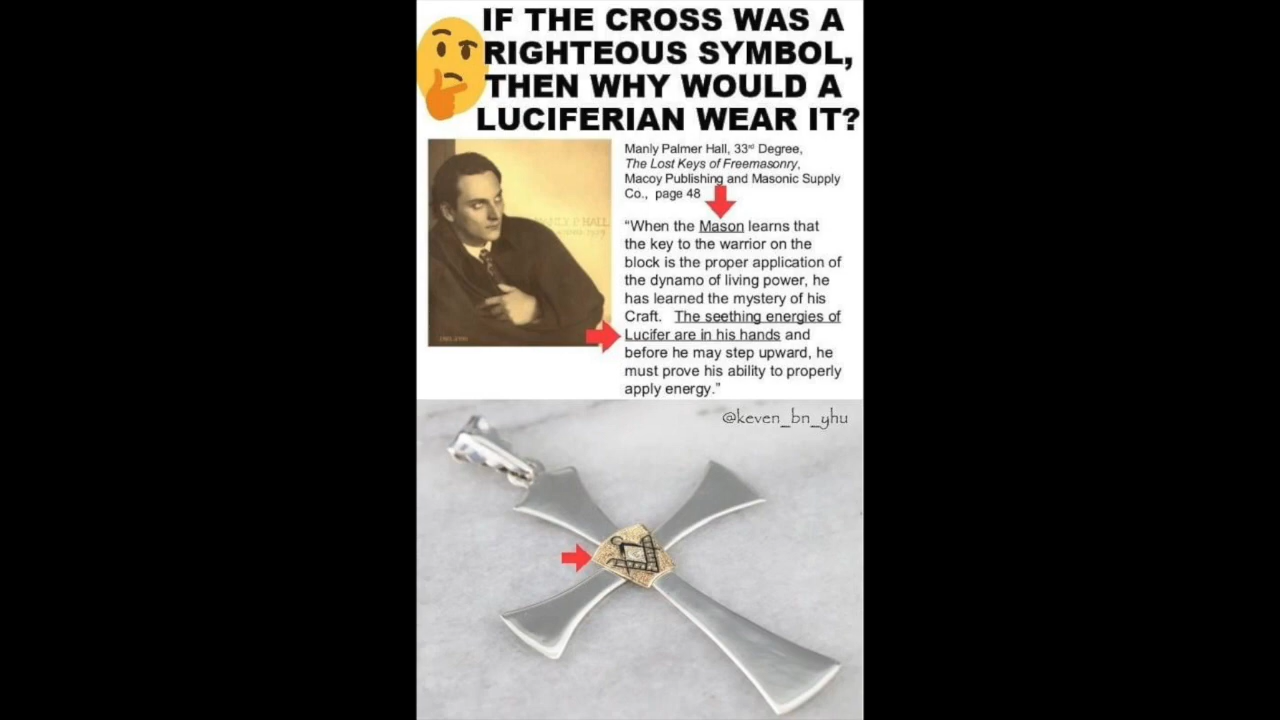 IF THE CROSS WAS A
RIGHTEOUS SYMBOL,
THEN WHY WOULD A
LUCIFERIAN WEAR IT?
Manly Palmer Hall, 33rd Degree,
The Lost Keys of Freemasonry,
Macoy Publishing and Masonic Supply
Co., page 48
“When the Mason learns that
the key to the warrior on the
block is the proper application of
the dynamo of living power, he
has learned the mystery of his
Craft. The seething energies of
Lucifer are in his hands and
before he may step upward, he
must prove his ability to properly
apply energy.”
MANLY P HALL
@keven_bn_yhu